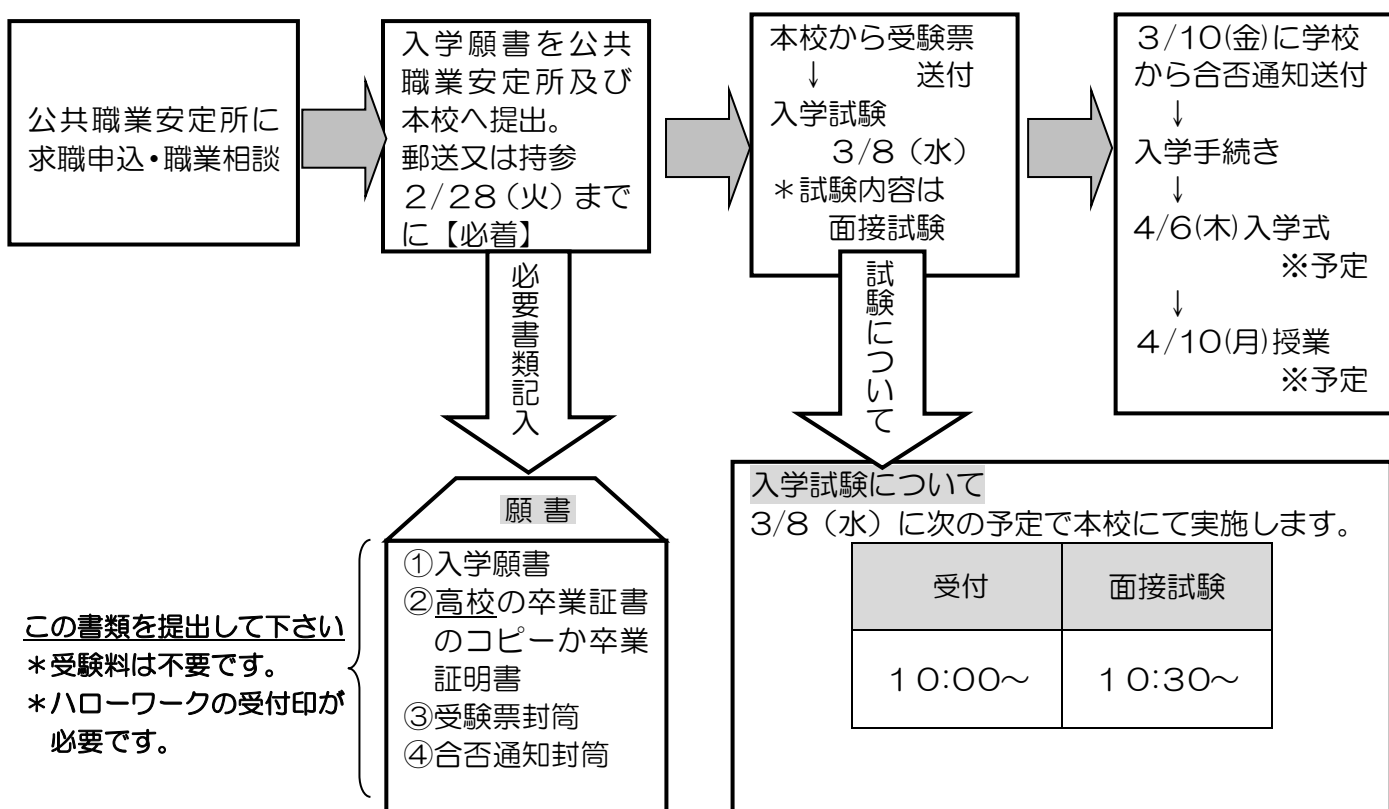 公共職業安定所に
求職申込・職業相談
入学願書を公共
職業安定所及び
本校へ提出。
郵送又は持参
2/28（火）まで
に【必着】
本校から受験票
↓ 送付
入学試験
3/8（水）
＊試験内容は
面接試験
3/10(金)に学校
から合否通知送付
↓
入学手続き
↓
4/6(木)入学式
※予定
↓
4/10(月)授業
※予定
必要書類記入
試験について
願書
①入学願書
②高校の卒業証書
のコピーか卒業
証明書
③受験票封筒
④合否通知封筒
この書類を提出して下さい
＊受験料は不要です。
＊ハローワークの受付印が
必要です。
入学試験について
3/8（水）に次の予定で本校にて実施します。
受付 面接試験
10:00～ 10:30～